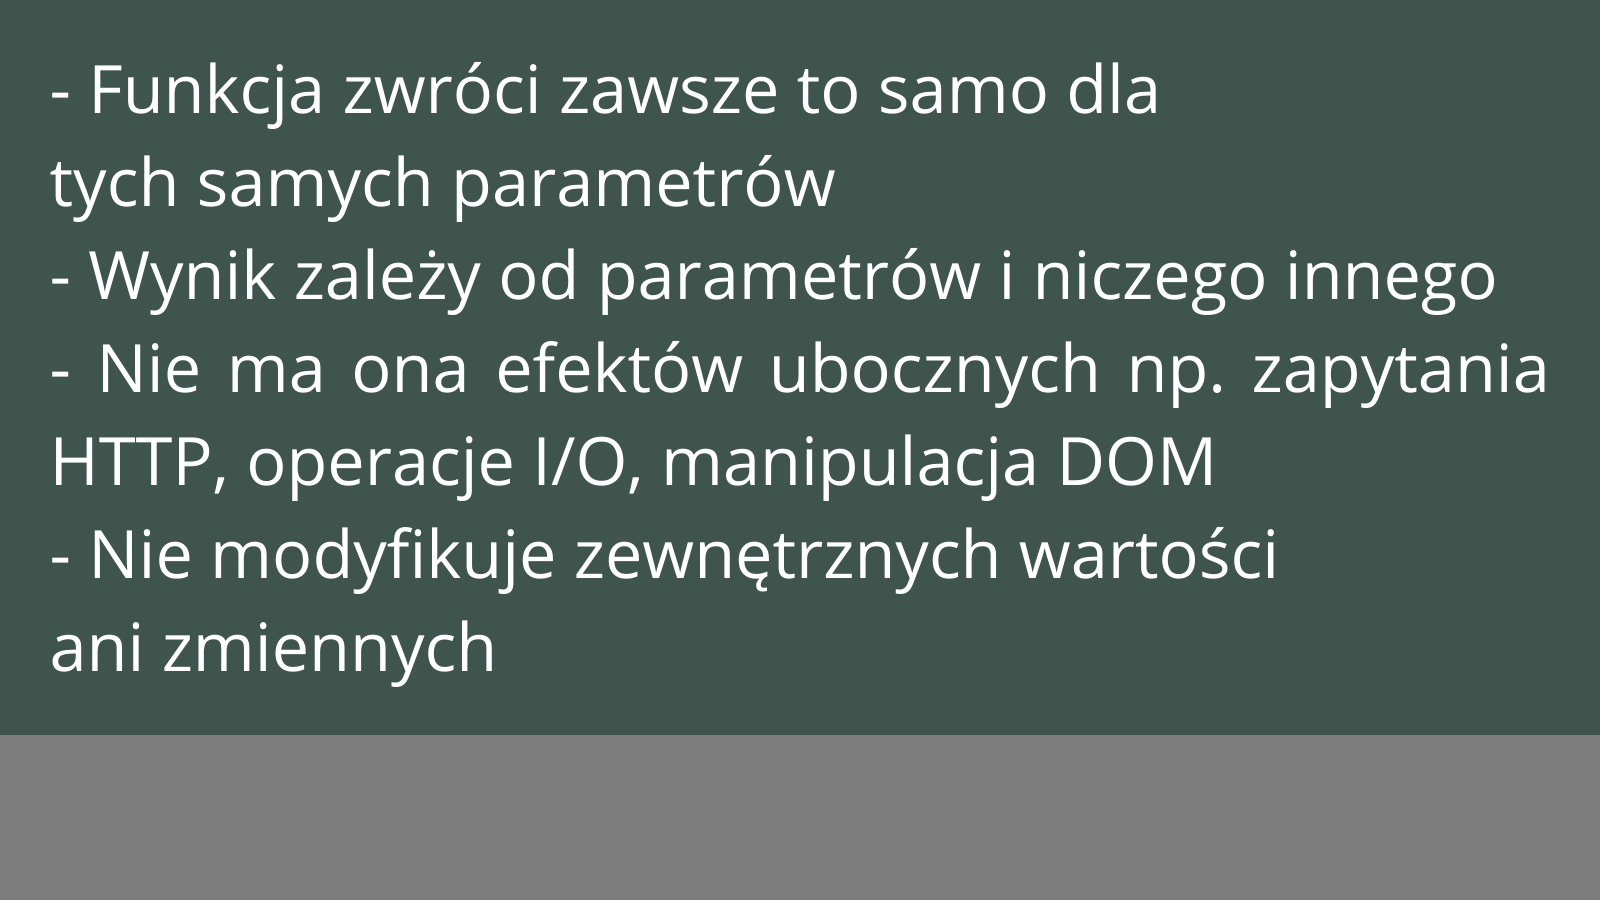 - Funkcja zwróci zawsze to samo dla
tych samych parametrów
- Wynik zależy od parametrów i niczego innego
- Nie ma ona efektów ubocznych np. zapytania
HTTP, operacje I/O, manipulacja DOM
- Nie modyfikuje zewnętrznych wartości
ani zmiennych